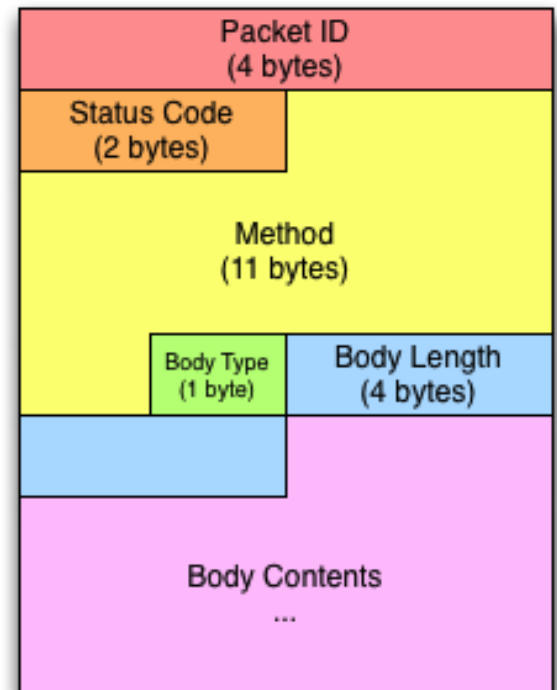 Packet ID
(4 bytes)
Status Code
(2 bytes)
Method
(11 bytes)
Body Type
(1 byte)
Body Length
(4 bytes)
Body Contents
...